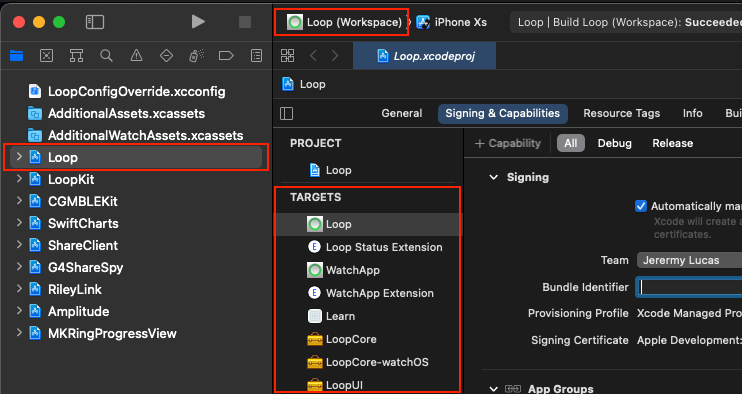 Loop (Workspace) › iPhone Xs
Loop | Build Loop (Workspace): Succeeded
Loop.xcodeproj
Loop
General Signing & Capabilities Resource Tags Info Bui
LoopConfigOverride.xcconfig
AdditionalAssets.xcassets
AdditionalWatchAssets.xcassets
Loop
LoopKit
CGMBLEKit
SwiftCharts
ShareClient
G4ShareSpy
RileyLink
Amplitude
MKRingProgressView
PROJECT
Loop
TARGETS
Loop
E Loop Status Extension
WatchApp
E WatchApp Extension
Learn
LoopCore
LoopCore-watchOS
LoopUI
+ Capability All Debug Release
Signing
Automatically ma
Xcode will create a
certificates.
Team Jeremy Lucas
Bundle Identifier
Provisioning Profile Xcode Managed Pro
Signing Certificate Apple Development:
App Groups